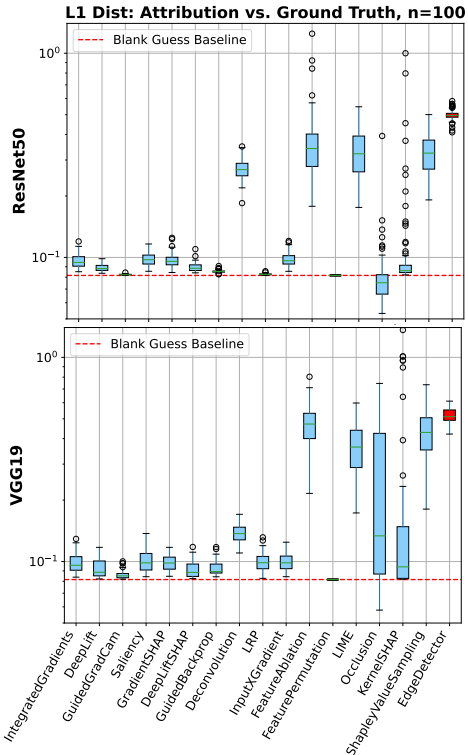 L1 Dist: Attribution vs. Ground Truth, n=100
Blank Guess Baseline
10⁰
10⁻¹
ResNet50
Blank Guess Baseline
10⁰
10⁻¹
VGG19
IntegratedGradients
DeepLift
GuidedGradCam
Saliency
GradientSHAP
DeepLiftSHAP
GuidedBackprop
Deconvolution
LRP
InputXGradient
FeatureAblation
FeaturePermutation
LIME
Occlusion
KernelSHAP
ShapleyValueSampling
EdgeDetector